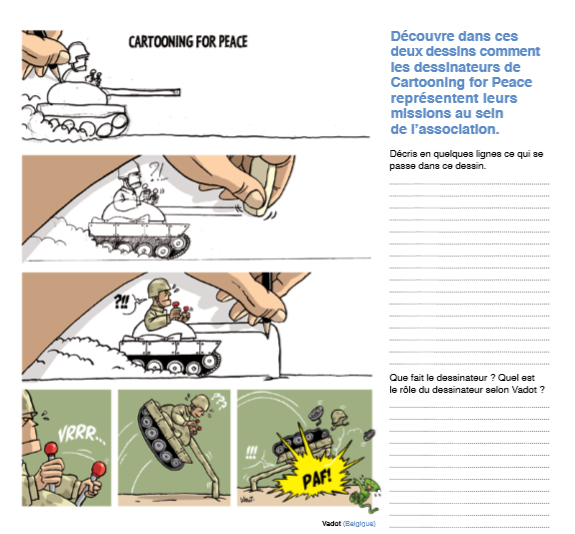 CARTOONING FOR PEACE
?!
?!!
VRRR...
???
!!!
PAF!
Vadot (Belgique)
Découvre dans ces
deux dessins comment
les dessinateurs de
Cartooning for Peace
représentent leurs
missions au sein
de l'association.
Décris en quelques lignes ce qui se
passe dans ce dessin.
Que fait le dessinateur ? Quel est
le rôle du dessinateur selon Vadot ?